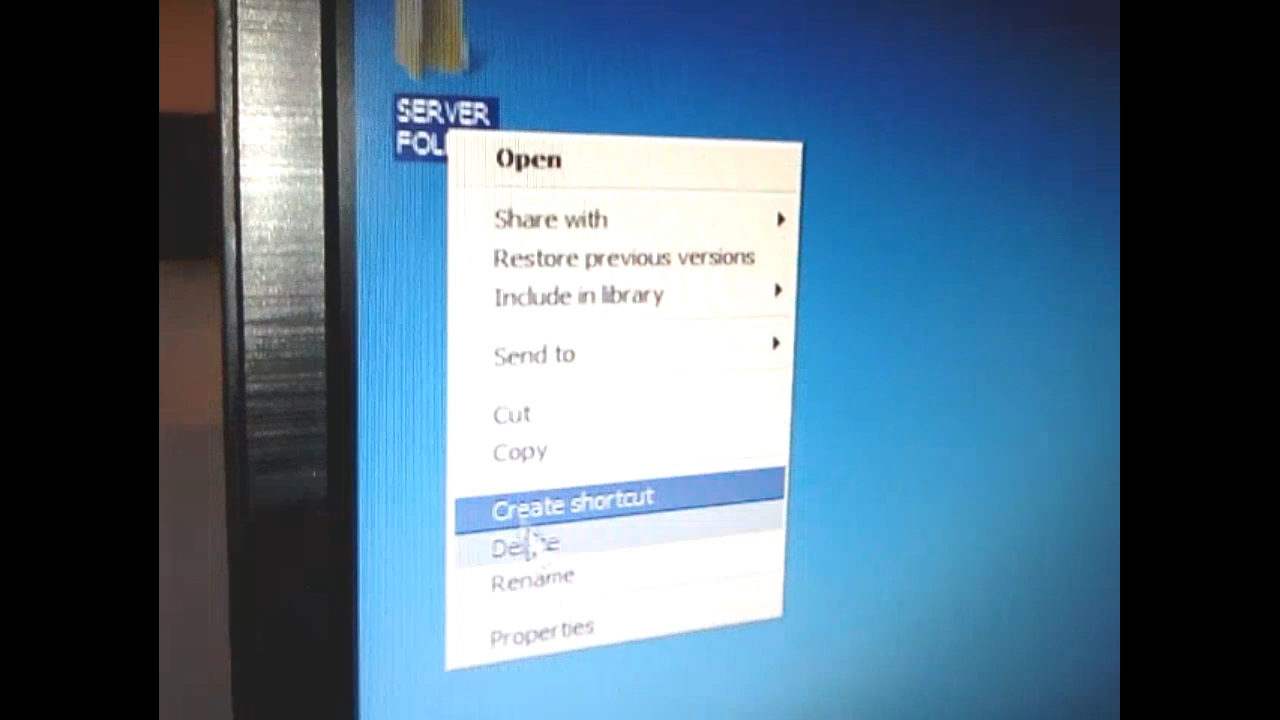 SERVER
FOL
Open
Share with
Restore previous versions
Include in library
Send to
Cut
Copy
Create shortcut
Delete
Rename
Properties